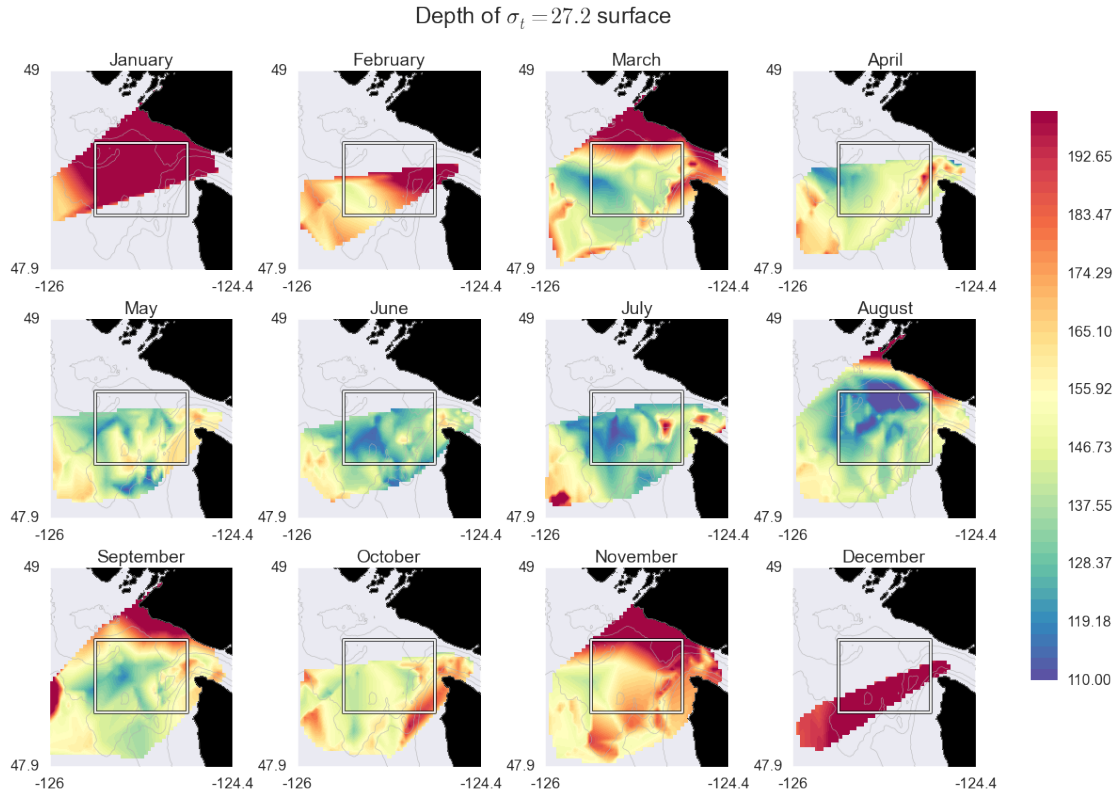 Depth of σt = 27.2 surface
January February March April
49 49 49 49
47.9 47.9 47.9 47.9
-126 -124.4 -126 -124.4 -126 -124.4 -126 -124.4
May June July August
49 49 49 49
47.9 47.9 47.9 47.9
-126 -124.4 -126 -124.4 -126 -124.4 -126 -124.4
September October November December
49 49 49 49
47.9 47.9 47.9 47.9
-126 -124.4 -126 -124.4 -126 -124.4 -126 -124.4
192.65
183.47
174.29
165.10
155.92
146.73
137.55
128.37
119.18
110.00